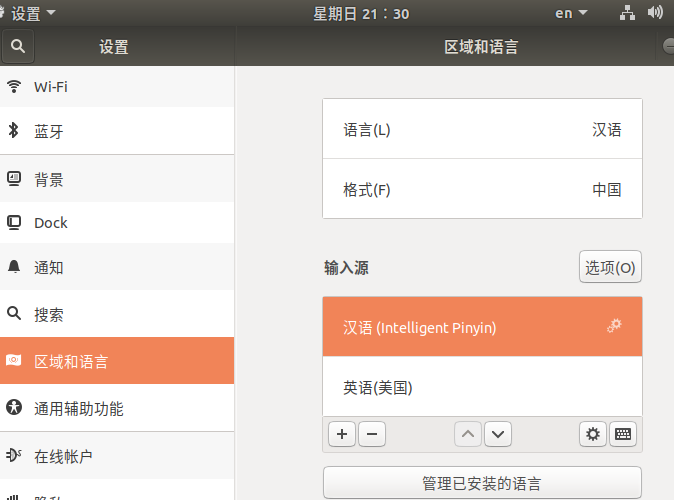 设置 星期日 21：30 en
设置 区域和语言
Wi-Fi
蓝牙
背景
Dock
通知
搜索
区域和语言
通用辅助功能
在线帐户
语言(L) 汉语
格式(F) 中国
输入源 选项(O)
汉语 (Intelligent Pinyin)
英语(美国)
管理已安装的语言